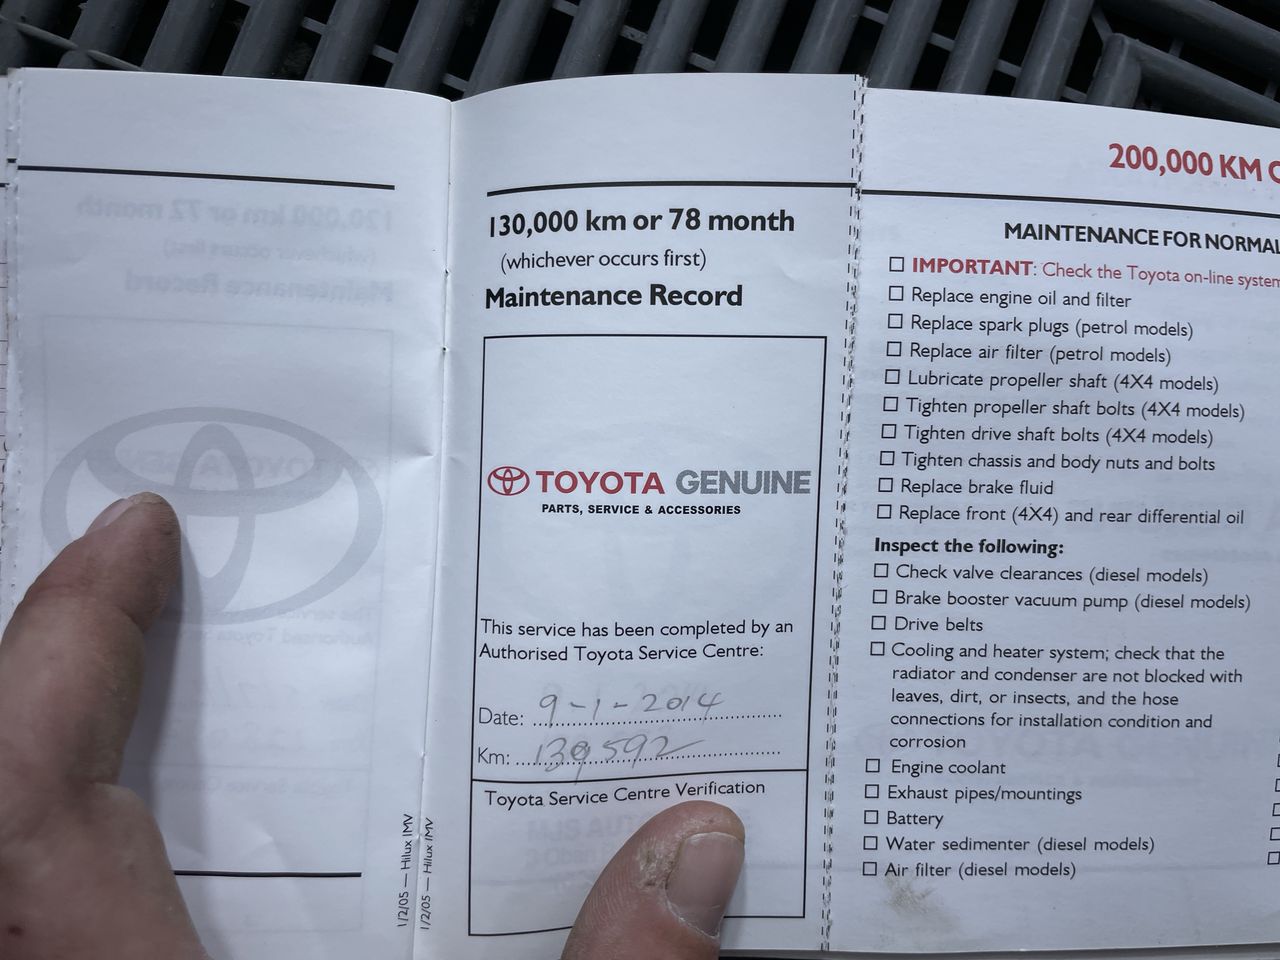 130,000 km or 78 month
(whichever occurs first)
Maintenance Record
TOYOTA GENUINE
PARTS, SERVICE & ACCESSORIES
This service has been completed by an
Authorised Toyota Service Centre:
Date: 9-1-2014
Km: 139592
Toyota Service Centre Verification
1/2/05 — Hilux IMV
1/2/05 — Hilux IMV
200,000 KM
MAINTENANCE FOR NORMAL
IMPORTANT: Check the Toyota on-line system
Replace engine oil and filter
Replace spark plugs (petrol models)
Replace air filter (petrol models)
Lubricate propeller shaft (4X4 models)
Tighten propeller shaft bolts (4X4 models)
Tighten drive shaft bolts (4X4 models)
Tighten chassis and body nuts and bolts
Replace brake fluid
Replace front (4X4) and rear differential oil
Inspect the following:
Check valve clearances (diesel models)
Brake booster vacuum pump (diesel models)
Drive belts
Cooling and heater system; check that the
radiator and condenser are not blocked with
leaves, dirt, or insects, and the hose
connections for installation condition and
corrosion
Engine coolant
Exhaust pipes/mountings
Battery
Water sedimenter (diesel models)
Air filter (diesel models)